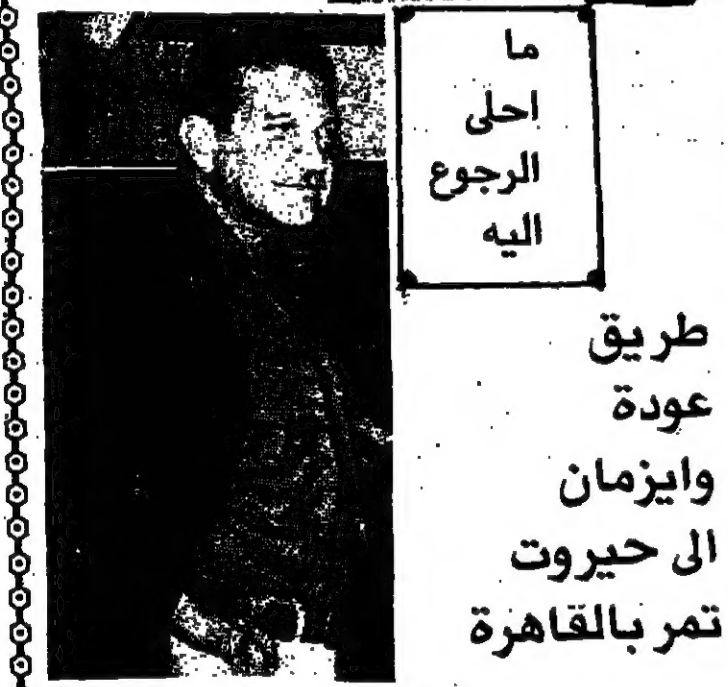 ما
احلى
الرجوع
اليه
طريق
عودة
وايزمان
الى حيروت
تمر بالقاهرة